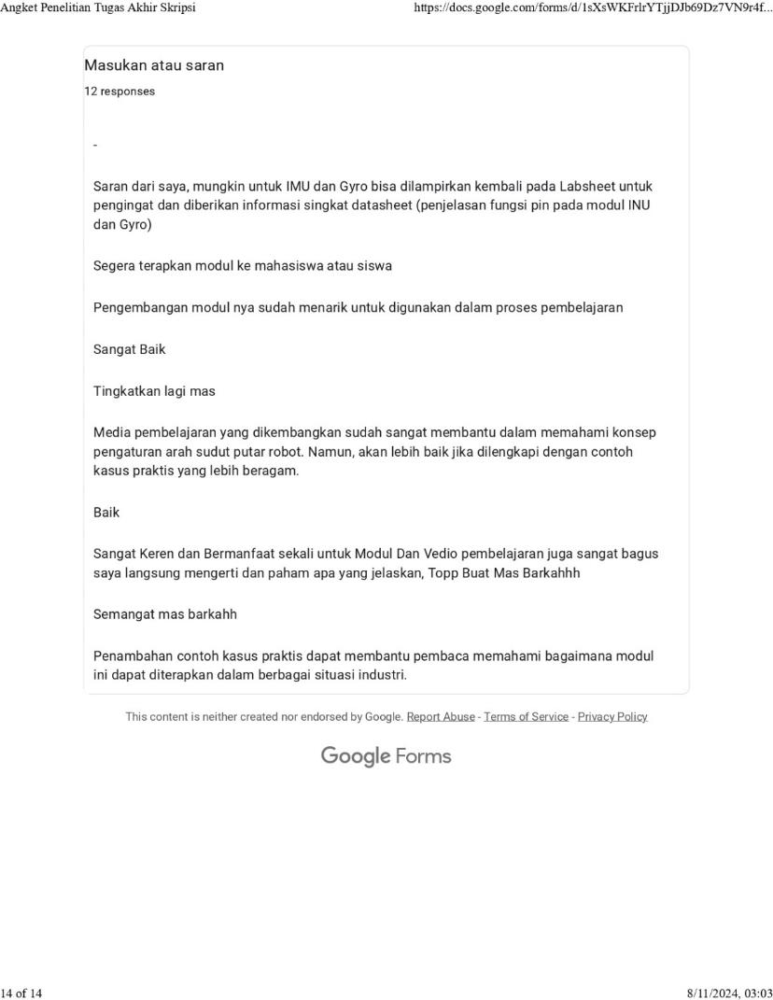 Angket Penelitian Tugas Akhir Skripsi
https://docs.google.com/forms/d/1sXsWKFrlrYTjjDJb69Dz7VN9r4f...
Masukan atau saran
12 responses
-
Saran dari saya, mungkin untuk IMU dan Gyro bisa dilampirkan kembali pada Labsheet untuk
pengingat dan diberikan informasi singkat datasheet (penjelasan fungsi pin pada modul INU
dan Gyro)
Segera terapkan modul ke mahasiswa atau siswa
Pengembangan modul nya sudah menarik untuk digunakan dalam proses pembelajaran
Sangat Baik
Tingkatkan lagi mas
Media pembelajaran yang dikembangkan sudah sangat membantu dalam memahami konsep
pengaturan arah sudut putar robot. Namun, akan lebih baik jika dilengkapi dengan contoh
kasus praktis yang lebih beragam.
Baik
Sangat Keren dan Bermanfaat sekali untuk Modul Dan Vedio pembelajaran juga sangat bagus
saya langsung mengerti dan paham apa yang jelaskan, Topp Buat Mas Barkahhh
Semangat mas barkahh
Penambahan contoh kasus praktis dapat membantu pembaca memahami bagaimana modul
ini dapat diterapkan dalam berbagai situasi industri.
This content is neither created nor endorsed by Google. Report Abuse - Terms of Service - Privacy Policy
Google Forms
14 of 14
8/11/2024, 03:03